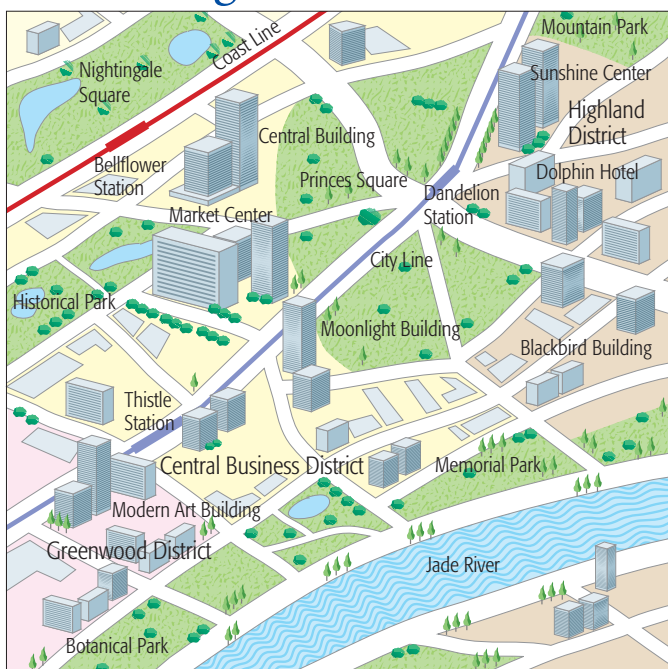 Mountain Park
Coast Line
Nightingale
Square
Sunshine Center
Highland
District
Central Building
Bellflower
Station
Princes Square
Dolphin Hotel
Dandelion
Station
Market Center
City Line
Historical Park
Moonlight Building
Blackbird Building
Thistle
Station
Central Business District
Memorial Park
Modern Art Building
Greenwood District
Jade River
Botanical Park